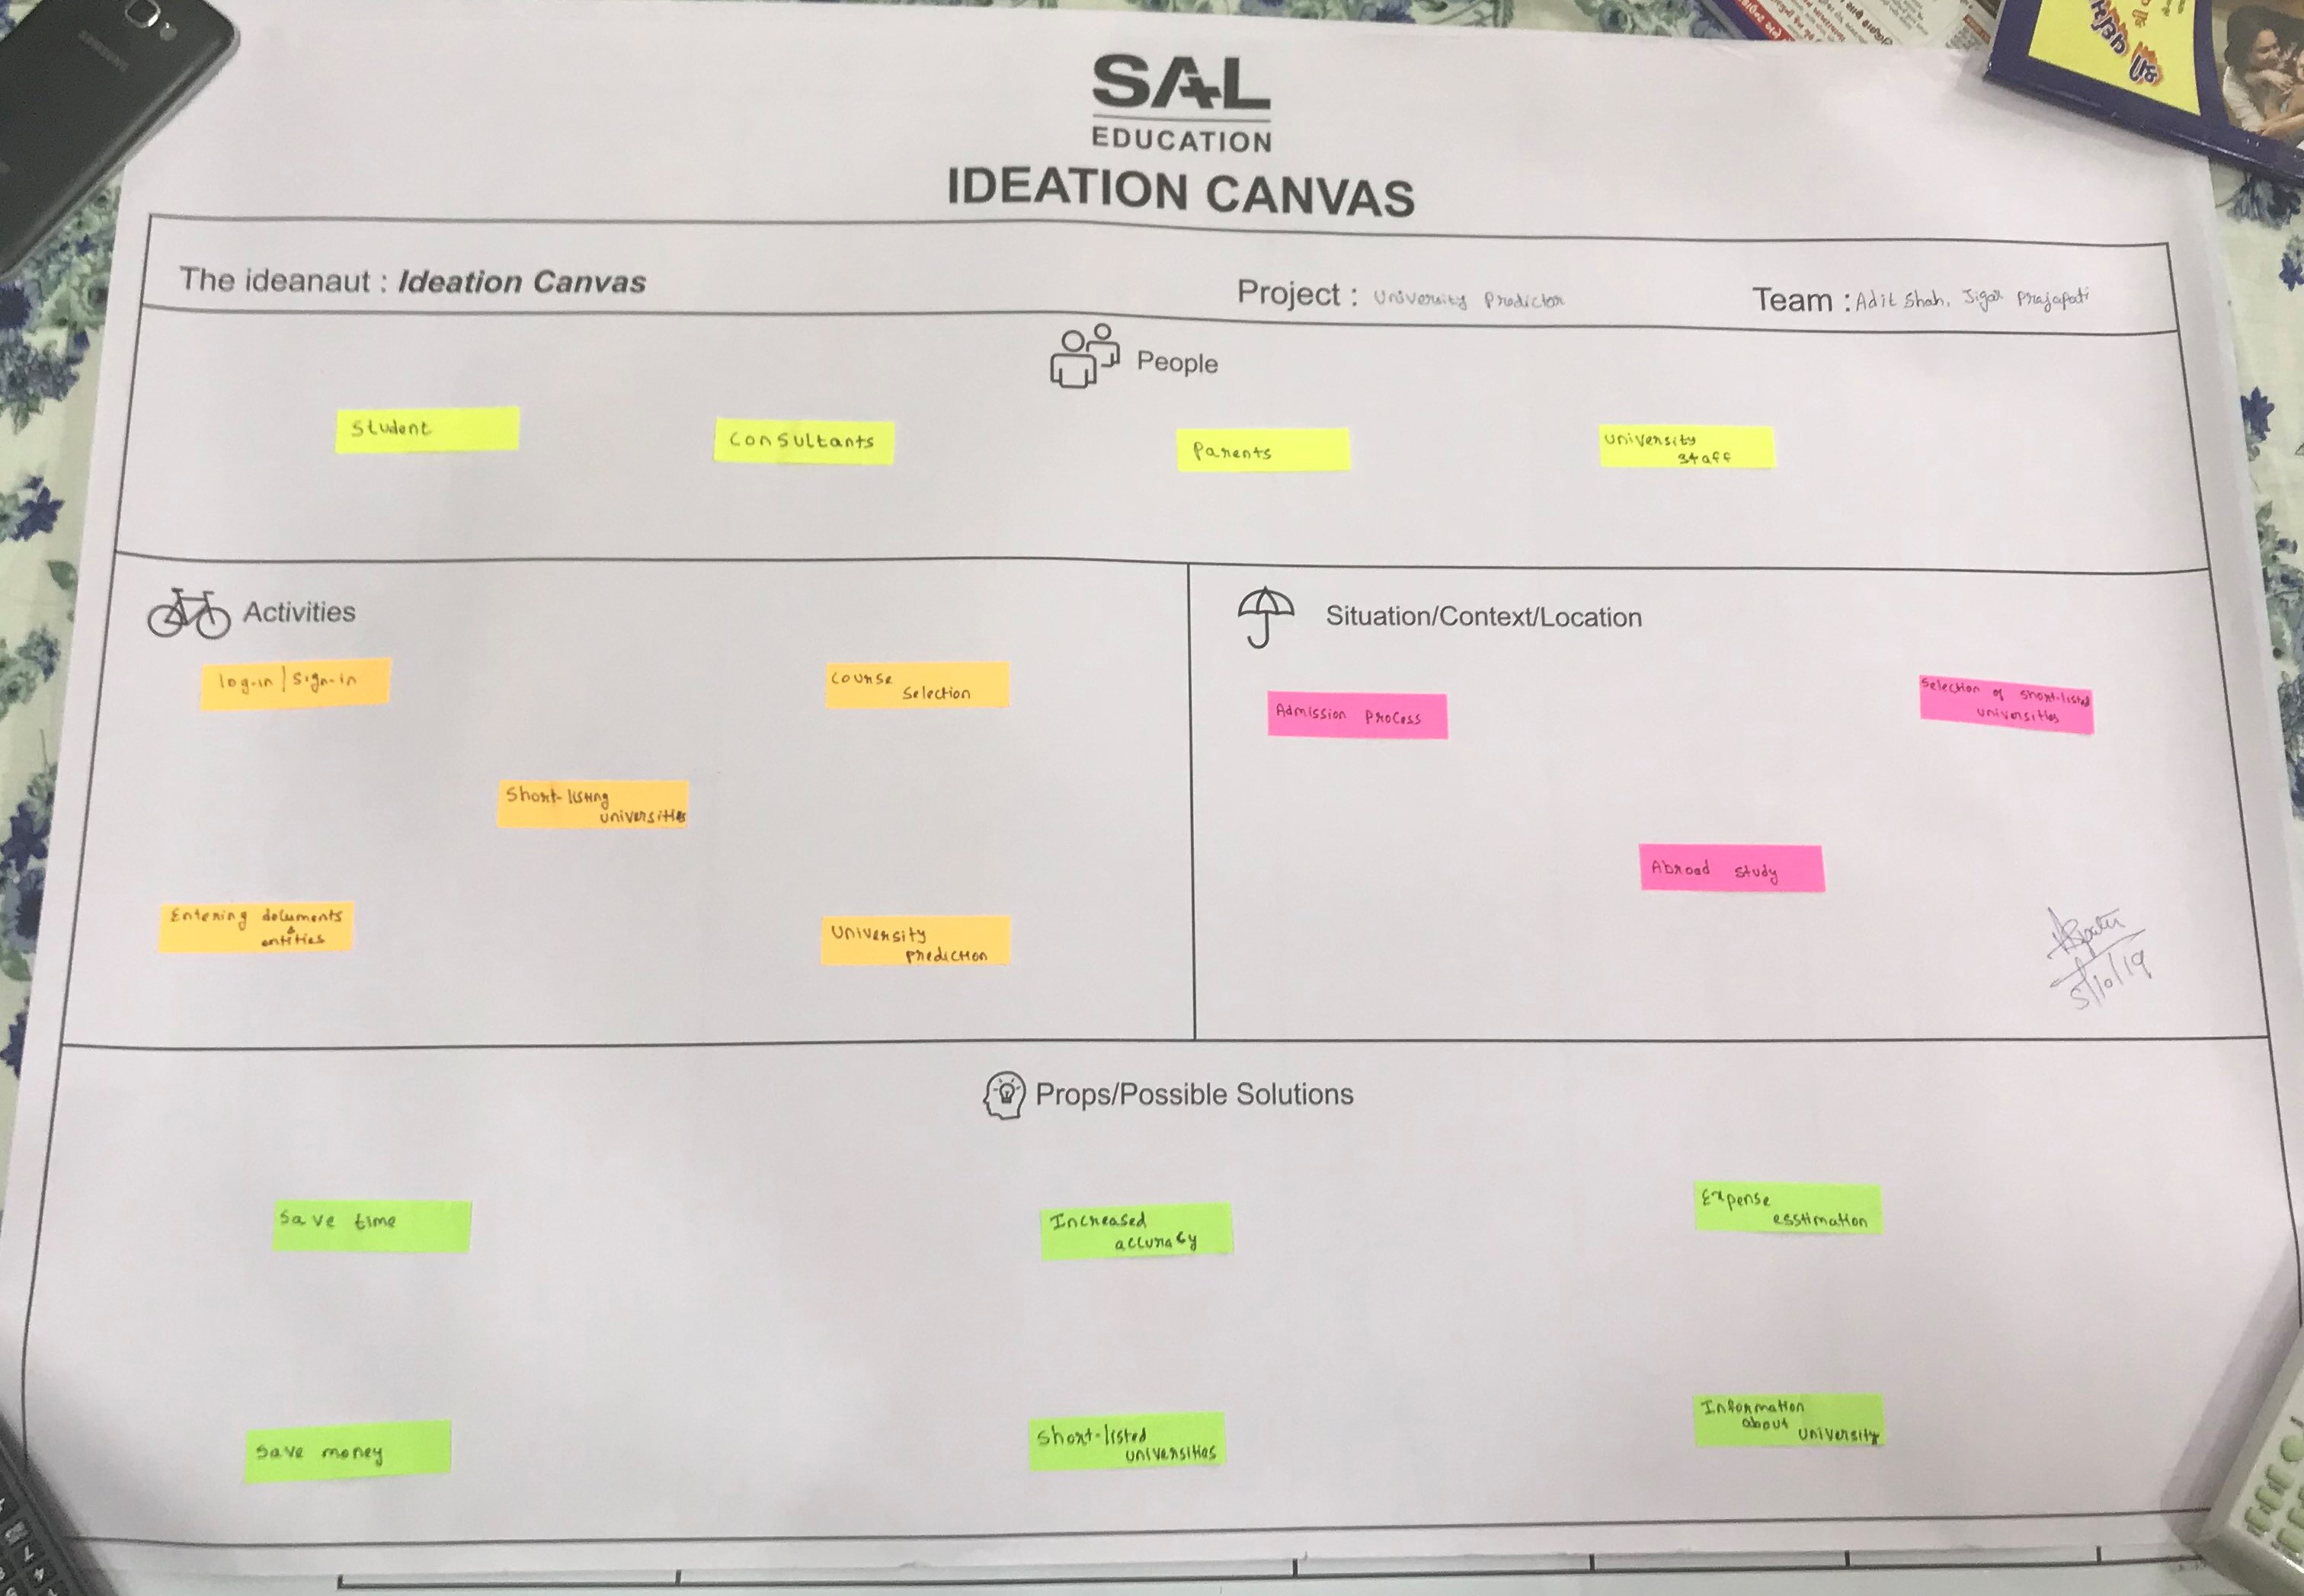 SAMSUNG
SAL
EDUCATION
IDEATION CANVAS
The ideanaut : Ideation Canvas
Project : University Predictor
Team : Adit Shah, Jigar Prajapati
People
Student
Consultants
Parents
University
staff
Activities
log-in | Sign-in
Course
Selection
Short-listing
universities
Entering documents
&
entities
University
prediction
Situation/Context/Location
Admission Process
Selection of short-listed
universities
Abroad study
5/10/19
Props/Possible Solutions
Save time
Increased
accuracy
Expense
esstimation
Save money
Short-listed
universities
Information
about
university